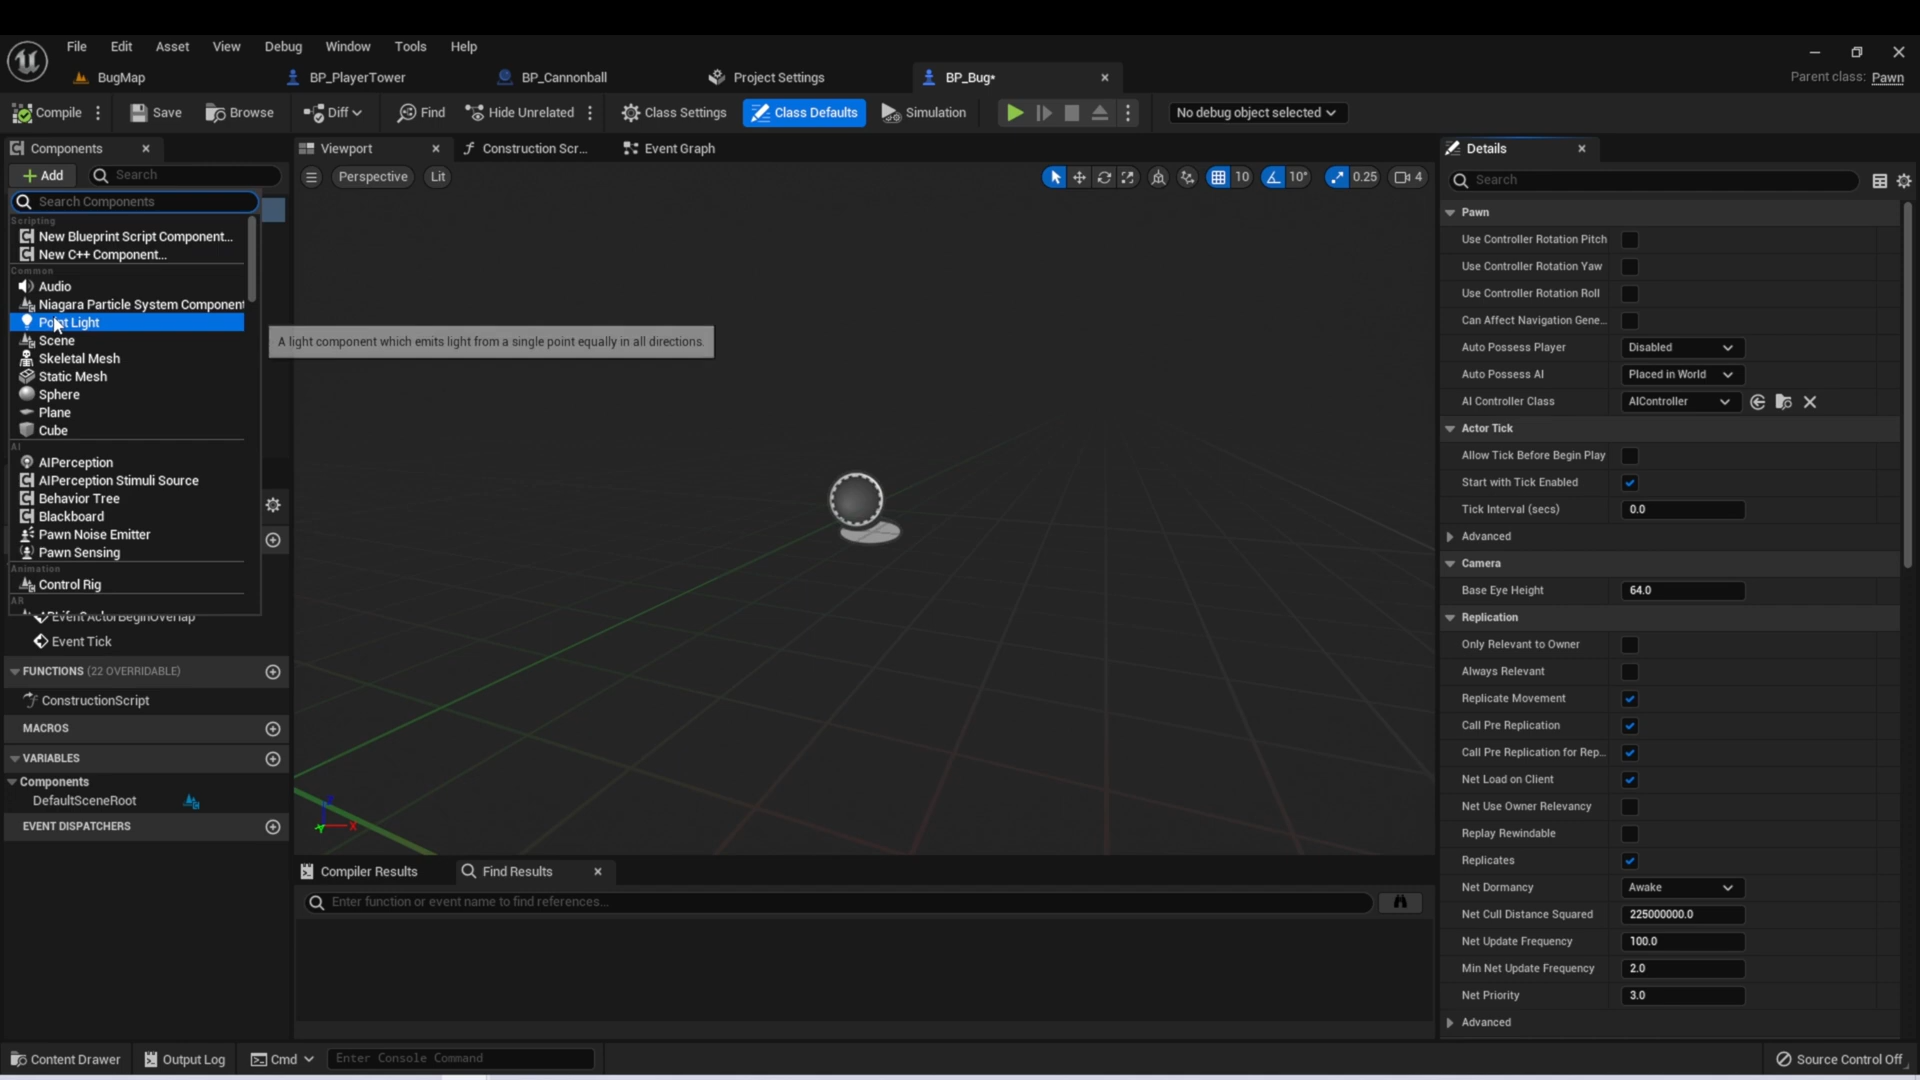 File Edit Asset View Debug Window Tools Help
BugMap BP_PlayerTower BP_Cannonball Project Settings BP_Bug*
Parent class: Pawn
Compile Save Browse Diff Find Hide Unrelated Class Settings Class Defaults Simulation No debug object selected
Components
Add Search
Search Components
Scripting
New Blueprint Script Component...
New C++ Component...
Common
Audio
Niagara Particle System Component
Point Light
Scene
Skeletal Mesh
Static Mesh
Sphere
Plane
Cube
AI
AIPerception
AIPerception Stimuli Source
Behavior Tree
Blackboard
Pawn Noise Emitter
Pawn Sensing
Animation
Control Rig
AR
Event ActorBeginOverlap
Event Tick
FUNCTIONS (22 OVERRIDABLE)
ConstructionScript
MACROS
VARIABLES
Components
DefaultSceneRoot
EVENT DISPATCHERS
Viewport Construction Scr... Event Graph
Perspective Lit 10 10° 0.25 4
A light component which emits light from a single point equally in all directions.
X
Compiler Results Find Results
Enter function or event name to find references...
Details
Search
Pawn
Use Controller Rotation Pitch
Use Controller Rotation Yaw
Use Controller Rotation Roll
Can Affect Navigation Gene...
Auto Possess Player Disabled
Auto Possess AI Placed in World
AI Controller Class AIController
Actor Tick
Allow Tick Before Begin Play
Start with Tick Enabled
Tick Interval (secs) 0.0
Advanced
Camera
Base Eye Height 64.0
Replication
Only Relevant to Owner
Always Relevant
Replicate Movement
Call Pre Replication
Call Pre Replication for Rep...
Net Load on Client
Net Use Owner Relevancy
Replay Rewindable
Replicates
Net Dormancy Awake
Net Cull Distance Squared 225000000.0
Net Update Frequency 100.0
Min Net Update Frequency 2.0
Net Priority 3.0
Advanced
Content Drawer Output Log Cmd Enter Console Command Source Control Off